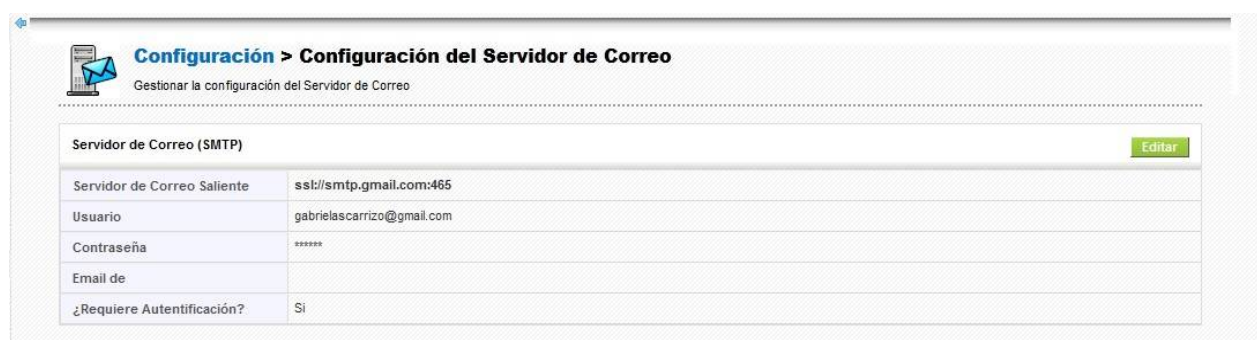 Configuración > Configuración del Servidor de Correo
Gestionar la configuración del Servidor de Correo
Servidor de Correo (SMTP) Editar
Servidor de Correo Saliente ssl://smtp.gmail.com:465
Usuario gabrielascarrizo@gmail.com
Contraseña ******
Email de
¿Requiere Autentificación? Si